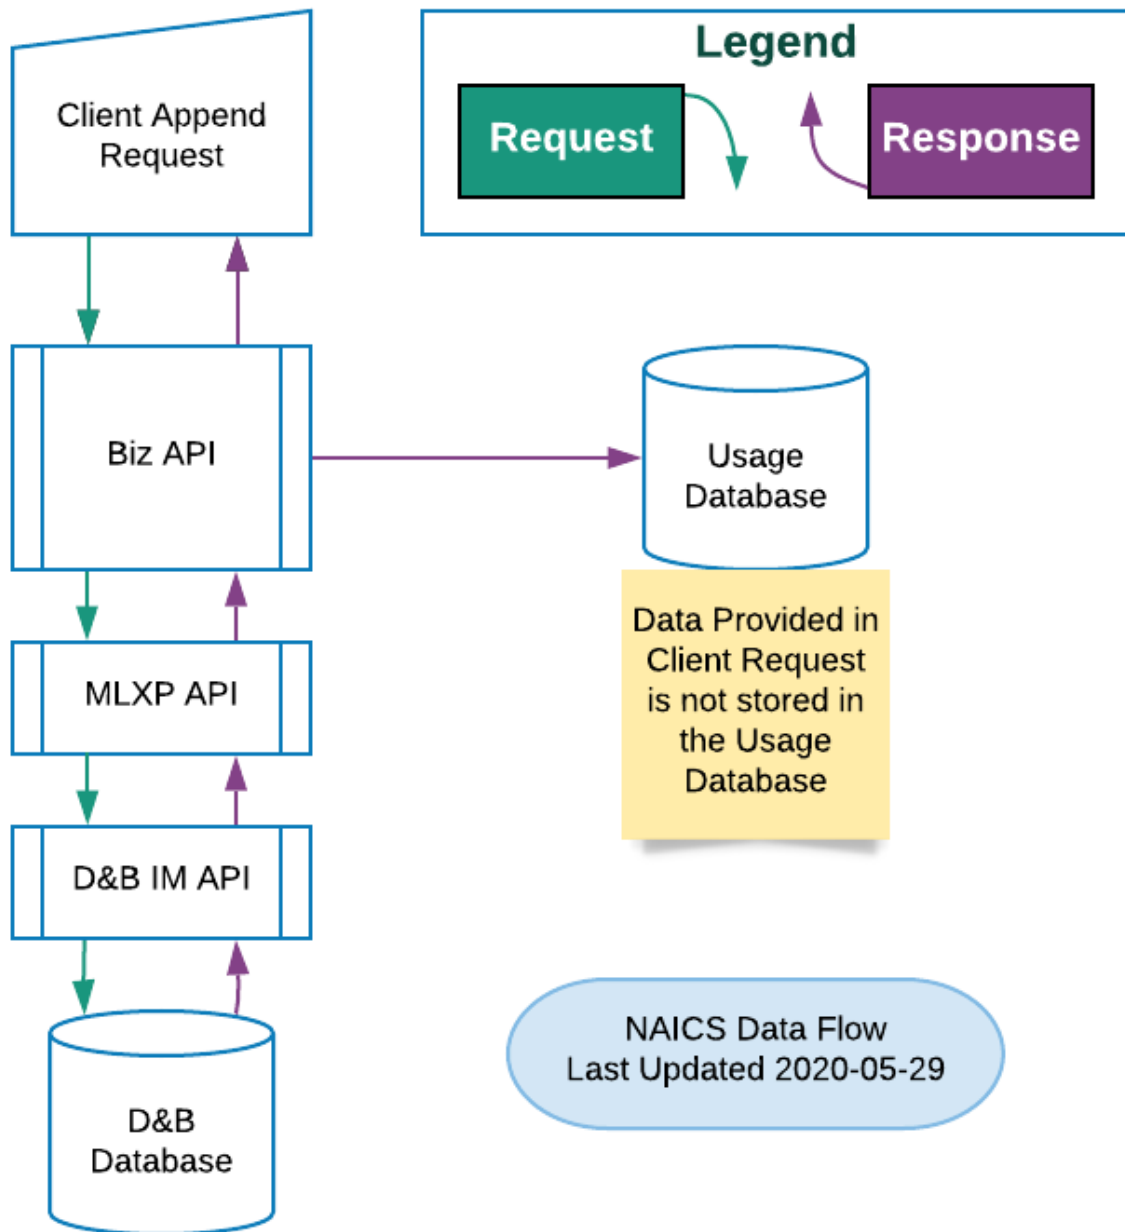 Client Append
Request
Legend
Request
Response
Biz API
Usage
Database
Data Provided in
Client Request
is not stored in
the Usage
Database
MLXP API
D&B IM API
NAICS Data Flow
Last Updated 2020-05-29
D&B
Database